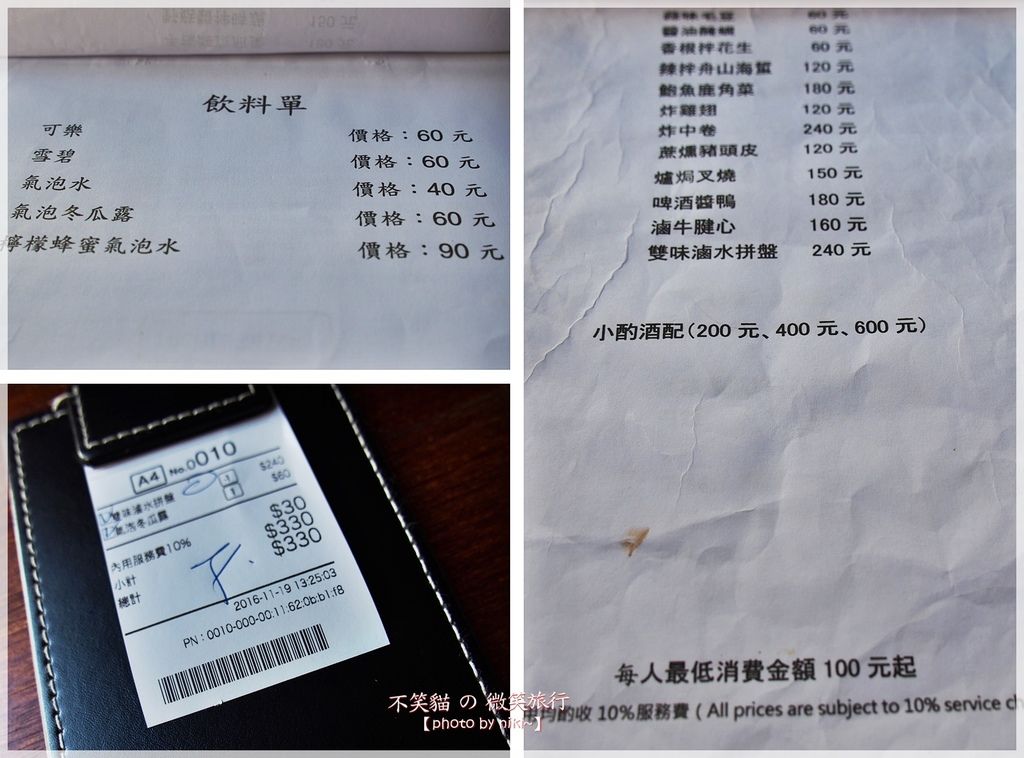 飲料單
可樂 價格：60 元
雪碧 價格：60 元
氣泡水 價格：40 元
氣泡冬瓜露 價格：60 元
檸檬蜂蜜氣泡水 價格：90 元
60 元
60 元
香根拌花生 60 元
辣拌舟山海蜇 120 元
鮑魚鹿角菜 180 元
炸雞翅 120 元
炸中卷 240 元
蔗燻豬頭皮 120 元
爐焗叉燒 150 元
啤酒醬鴨 180 元
滷牛腱心 160 元
雙味滷水拼盤 240 元
小酌酒配(200 元、400 元、600 元)
每人最低消費金額 100 元起
均酌收 10%服務費 ( All prices are subject to 10% service ch
A4 No.0010
雙味滷水拼盤 1 $240
氣泡冬瓜露 1 $60
內用服務費10% $30
小計 $330
總計 $330
2016-11-19 13:25:03
PN : 0010-000-00:11:62:0b:b1:f8
不笑貓 の 微笑旅行
【photo by niki~】